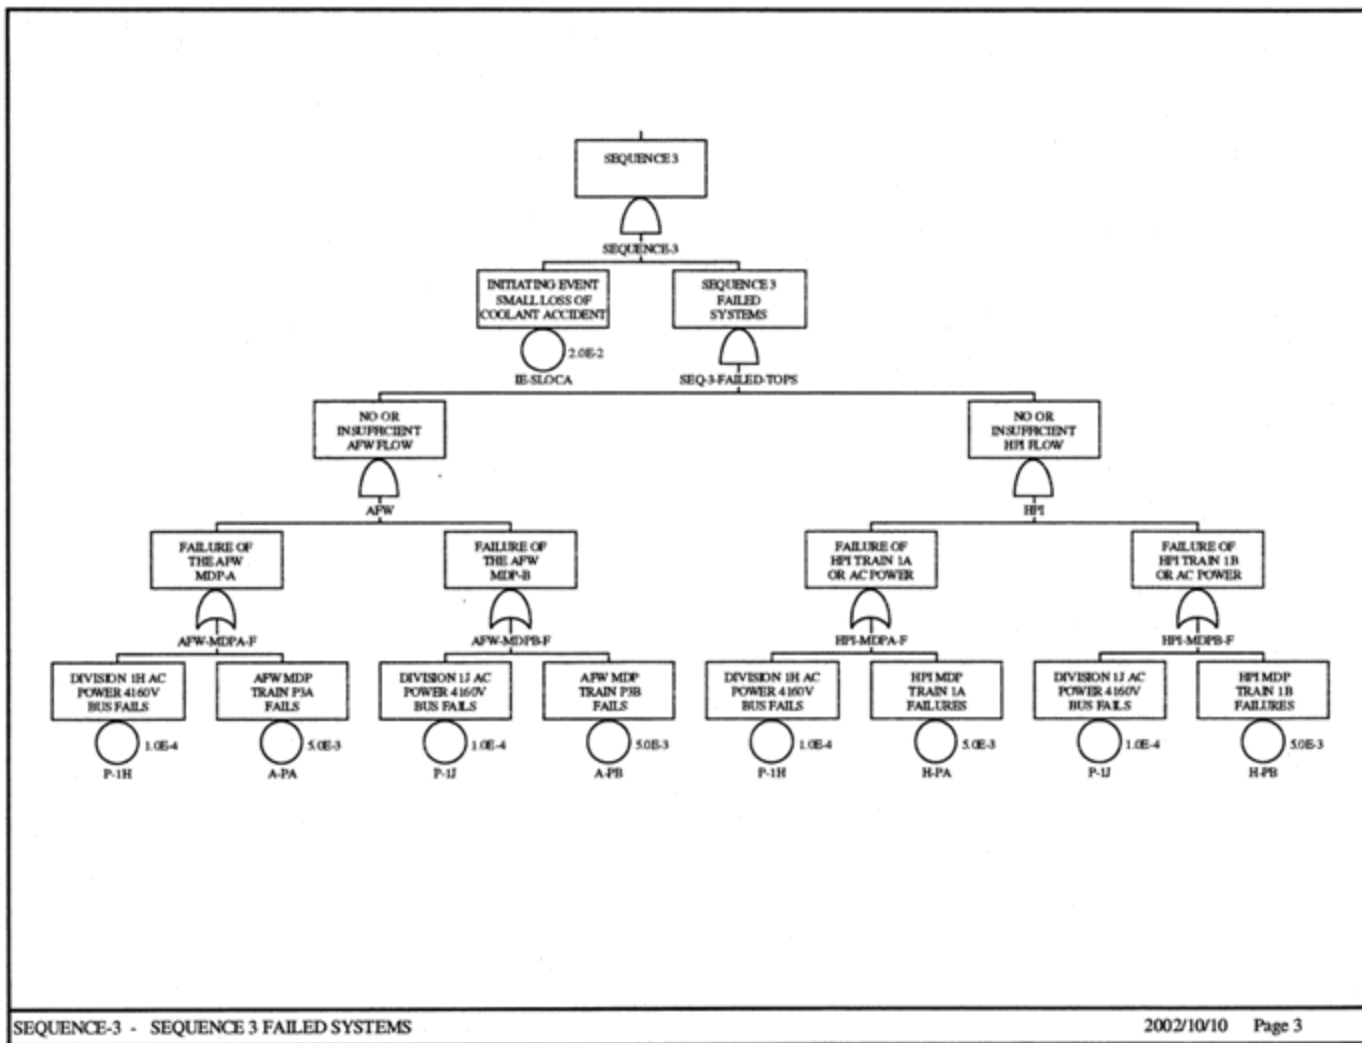 SEQUENCE 3
SEQUENCE-3
INITIATING EVENT
SMALL LOSS OF
COOLANT ACCIDENT
2.0E-2
IE-SLOCA
SEQUENCE 3
FAILED
SYSTEMS
SEQ-3-FAILED-TOPS
NO OR
INSUFFICIENT
AFW FLOW
AFW
NO OR
INSUFFICIENT
HPI FLOW
HPI
FAILURE OF
THE AFW
MDP-A
AFW-MDPA-F
FAILURE OF
THE AFW
MDP-B
AFW-MDPB-F
FAILURE OF
HPI TRAIN 1A
OR AC POWER
HPI-MDPA-F
FAILURE OF
HPI TRAIN 1B
OR AC POWER
HPI-MDPB-F
DIVISION 1H AC
POWER 4160V
BUS FAILS
1.0E-4
P-1H
AFW MDP
TRAIN P3A
FAILS
5.0E-3
A-PA
DIVISION 1J AC
POWER 4160V
BUS FAILS
1.0E-4
P-1J
AFW MDP
TRAIN P3B
FAILS
5.0E-3
A-PB
DIVISION 1H AC
POWER 4160V
BUS FAILS
1.0E-4
P-1H
HPI MDP
TRAIN 1A
FAILURES
5.0E-3
H-PA
DIVISION 1J AC
POWER 4160V
BUS FAILS
1.0E-4
P-1J
HPI MDP
TRAIN 1B
FAILURES
5.0E-3
H-PB
SEQUENCE-3 - SEQUENCE 3 FAILED SYSTEMS
2002/10/10 Page 3